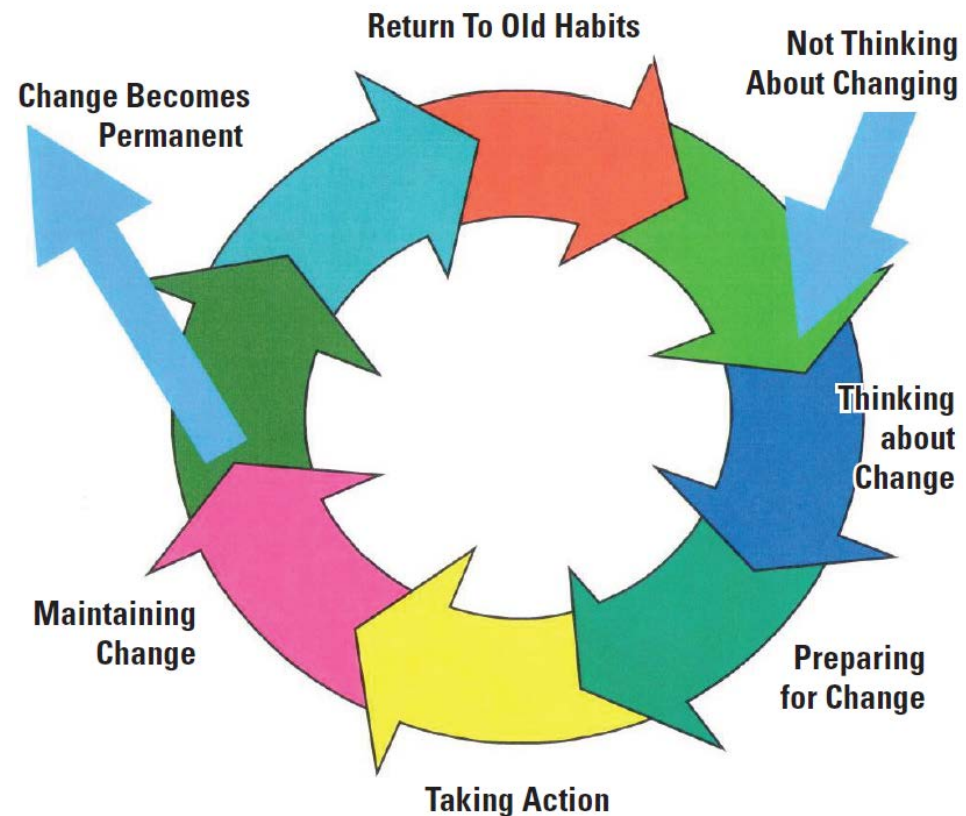 Return To Old Habits
Not Thinking
About Changing
Change Becomes
Permanent
Thinking
about
Change
Maintaining
Change
Preparing
for Change
Taking Action